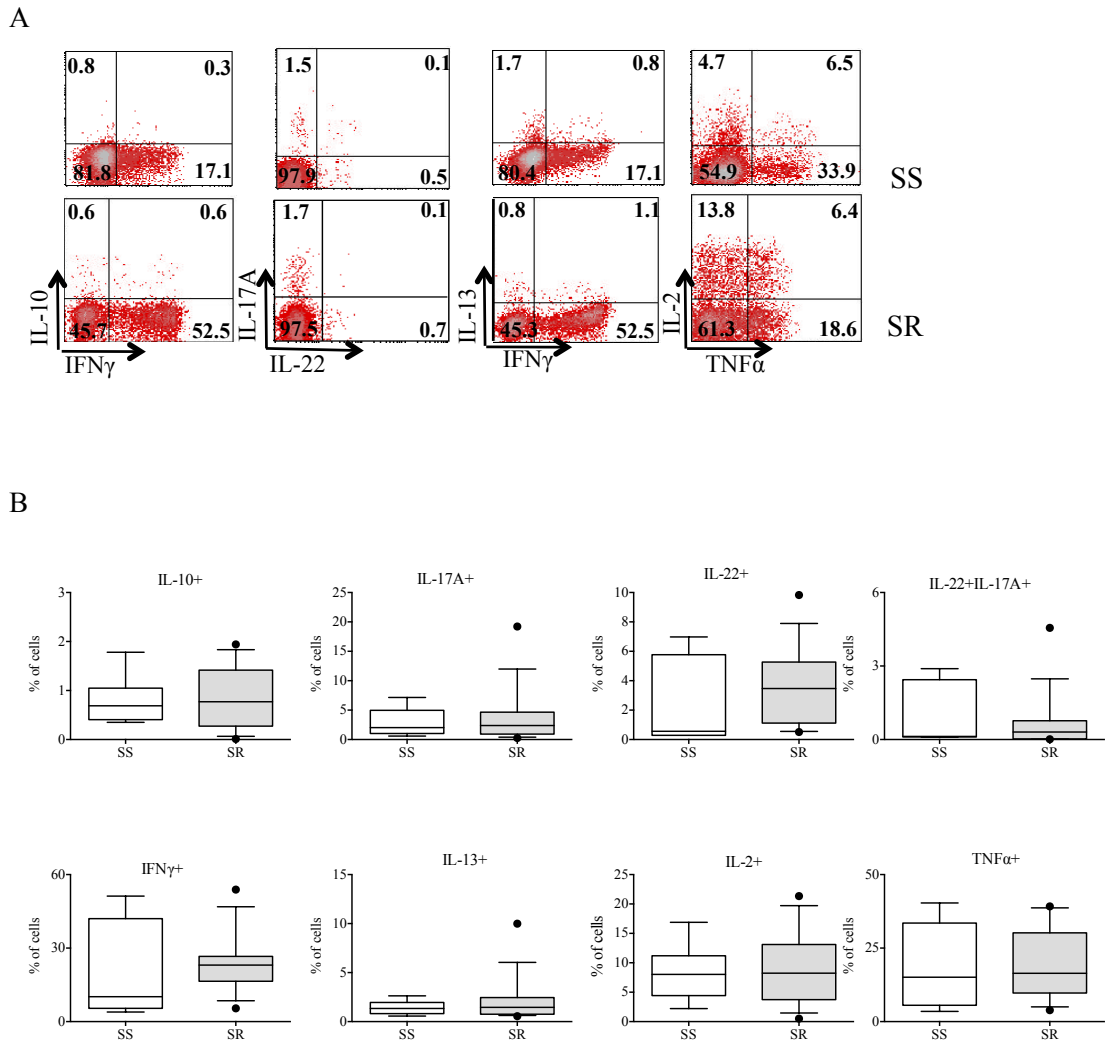 A
0.8 0.3 1.5 0.1 1.7 0.8 4.7 6.5
81.8 17.1 97.9 0.5 80.4 17.1 54.9 33.9
SS
0.6 0.6 1.7 0.1 0.8 1.1 13.8 6.4
45.7 52.5 97.5 0.7 45.3 52.5 61.3 18.6
SR
IL-10 IL-17A IL-13 IL-2
IFNγ IL-22 IFNγ TNFα
B
IL-10+
% of cells
3
2
1
0
SS SR
IL-17A+
% of cells
25
20
15
10
5
0
SS SR
IL-22+
% of cells
10
8
6
4
2
0
SS SR
IL-22+IL-17A+
% of cells
6
3
0
SS SR
IFNγ+
% of cells
60
30
0
SS SR
IL-13+
% of cells
15
10
5
0
SS SR
IL-2+
% of cells
25
20
15
10
5
0
SS SR
TNFα+
% of cells
50
25
0
SS SR